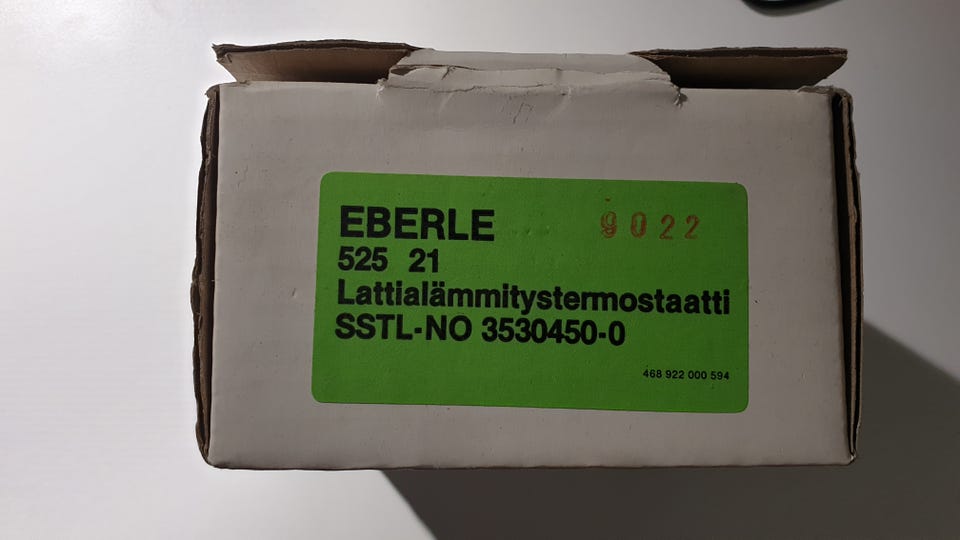 EBERLE 9022
525 21
Lattialämmitystermostaatti
SSTL-NO 3530450-0
468 922 000 594